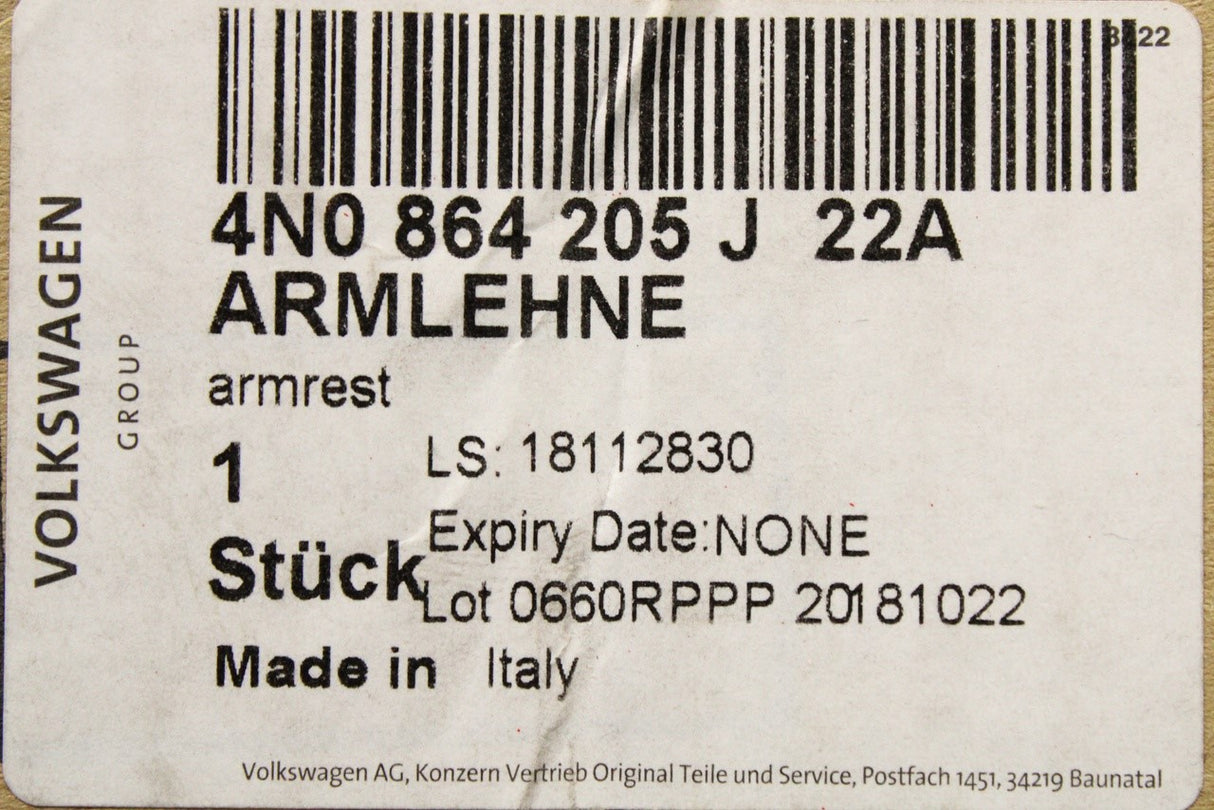 4N0 864 205 J 22A
ARMLEHNE
armrest
1
LS: 18112830
Expiry Date:NONE
Stück
Lot 0660RPPP 20181022
Made in Italy
VOLKSWAGEN
GROUP
Volkswagen AG, Konzern Vertrieb Original Teile und Service, Postfach 1451, 34219 Baunatal